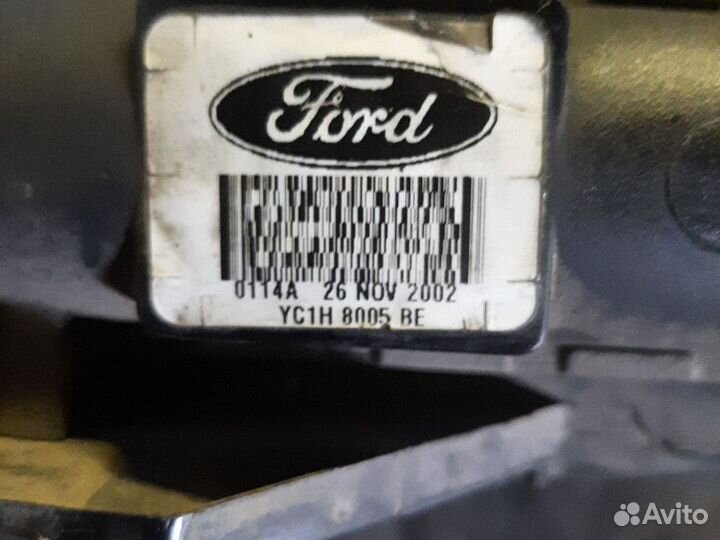 Ford
0114A 26 NOV 2002
YC1H 8005 BE
Avito